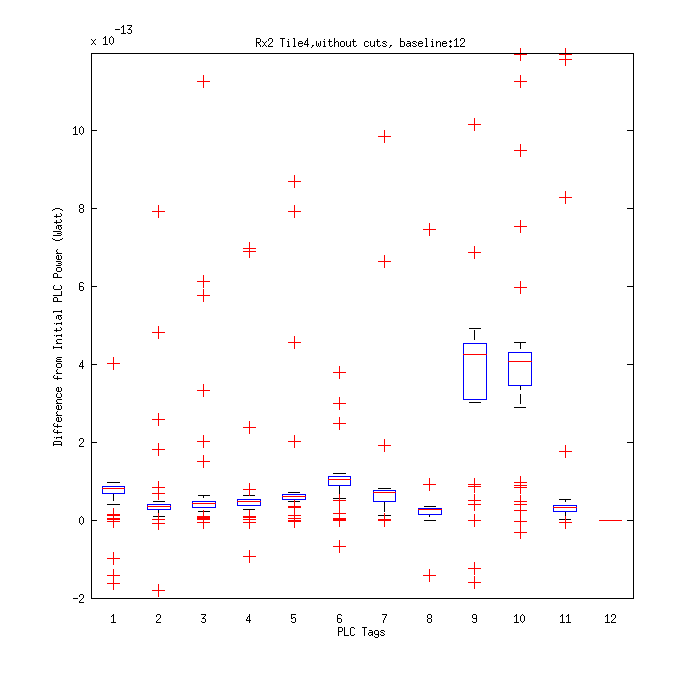 x 10
-13
Rx2 Tile4,without cuts, baseline:12
Difference from Initial PLC Power (Watt)
10
8
6
4
2
0
-2
1 2 3 4 5 6 7 8 9 10 11 12
PLC Tags